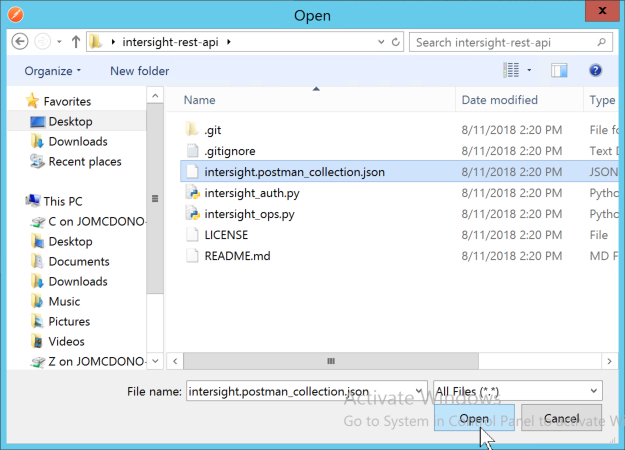 Open
x
intersight-rest-api
Search intersight-rest-api
Organize
New folder
?
Name
Date modified
Type
Favorites
Desktop
Downloads
Recent places
This PC
C on JOMCDONO-
Desktop
Documents
Downloads
Music
Pictures
Videos
Z on JOMCDONO-
.git
8/11/2018 2:20 PM
File fo
.gitignore
8/11/2018 2:20 PM
Text D
intersight.postman_collection.json
8/11/2018 2:20 PM
JSON
intersight_auth.py
8/11/2018 2:20 PM
Pytho
intersight_ops.py
8/11/2018 2:20 PM
Pytho
LICENSE
8/11/2018 2:20 PM
File
README.md
8/11/2018 2:20 PM
MD F
File name:
intersight.postman_collection.json
All Files (*.*)
Activate Windows
Go to System in Control Panel to activate W
Open
Cancel